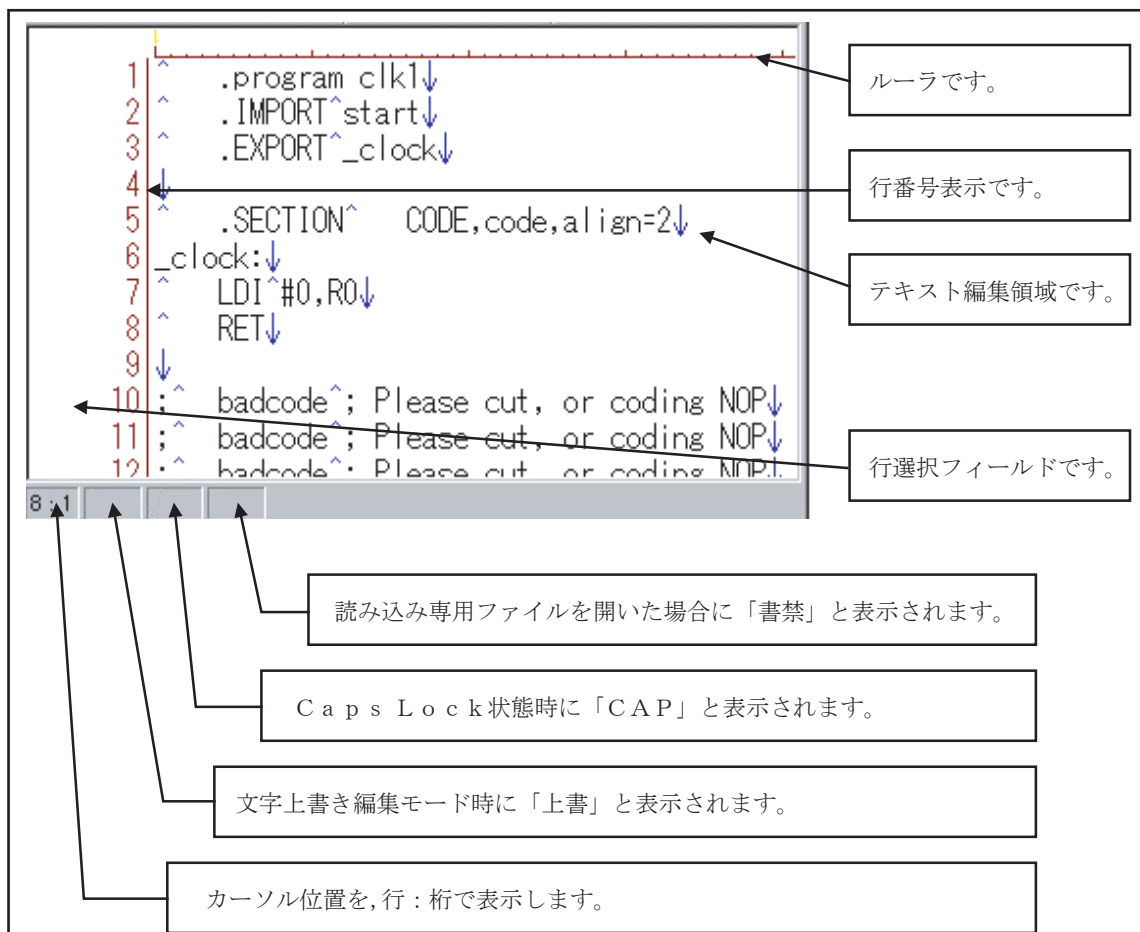 1 ^ .program clk1↓
ルーラです。
2 ^ .IMPORT^start↓
3 ^ .EXPORT^_clock↓
4 ↓
行番号表示です。
5 ^ .SECTION^ CODE,code,align=2↓
6 _clock:↓
7 ^ LDI^#0,R0↓
テキスト編集領域です。
8 ^ RET↓
9 ↓
10 ;^ badcode^; Please cut, or coding NOP↓
11 ;^ badcode^; Please cut, or coding NOP↓
12 ;^ badcode^; Please cut, or coding NOP↓
行選択フィールドです。
8 : 1
読み込み専用ファイルを開いた場合に「書禁」と表示されます。
Ｃａｐｓ Ｌｏｃｋ状態時に「ＣＡＰ」と表示されます。
文字上書き編集モード時に「上書」と表示されます。
カーソル位置を,行：桁で表示します。